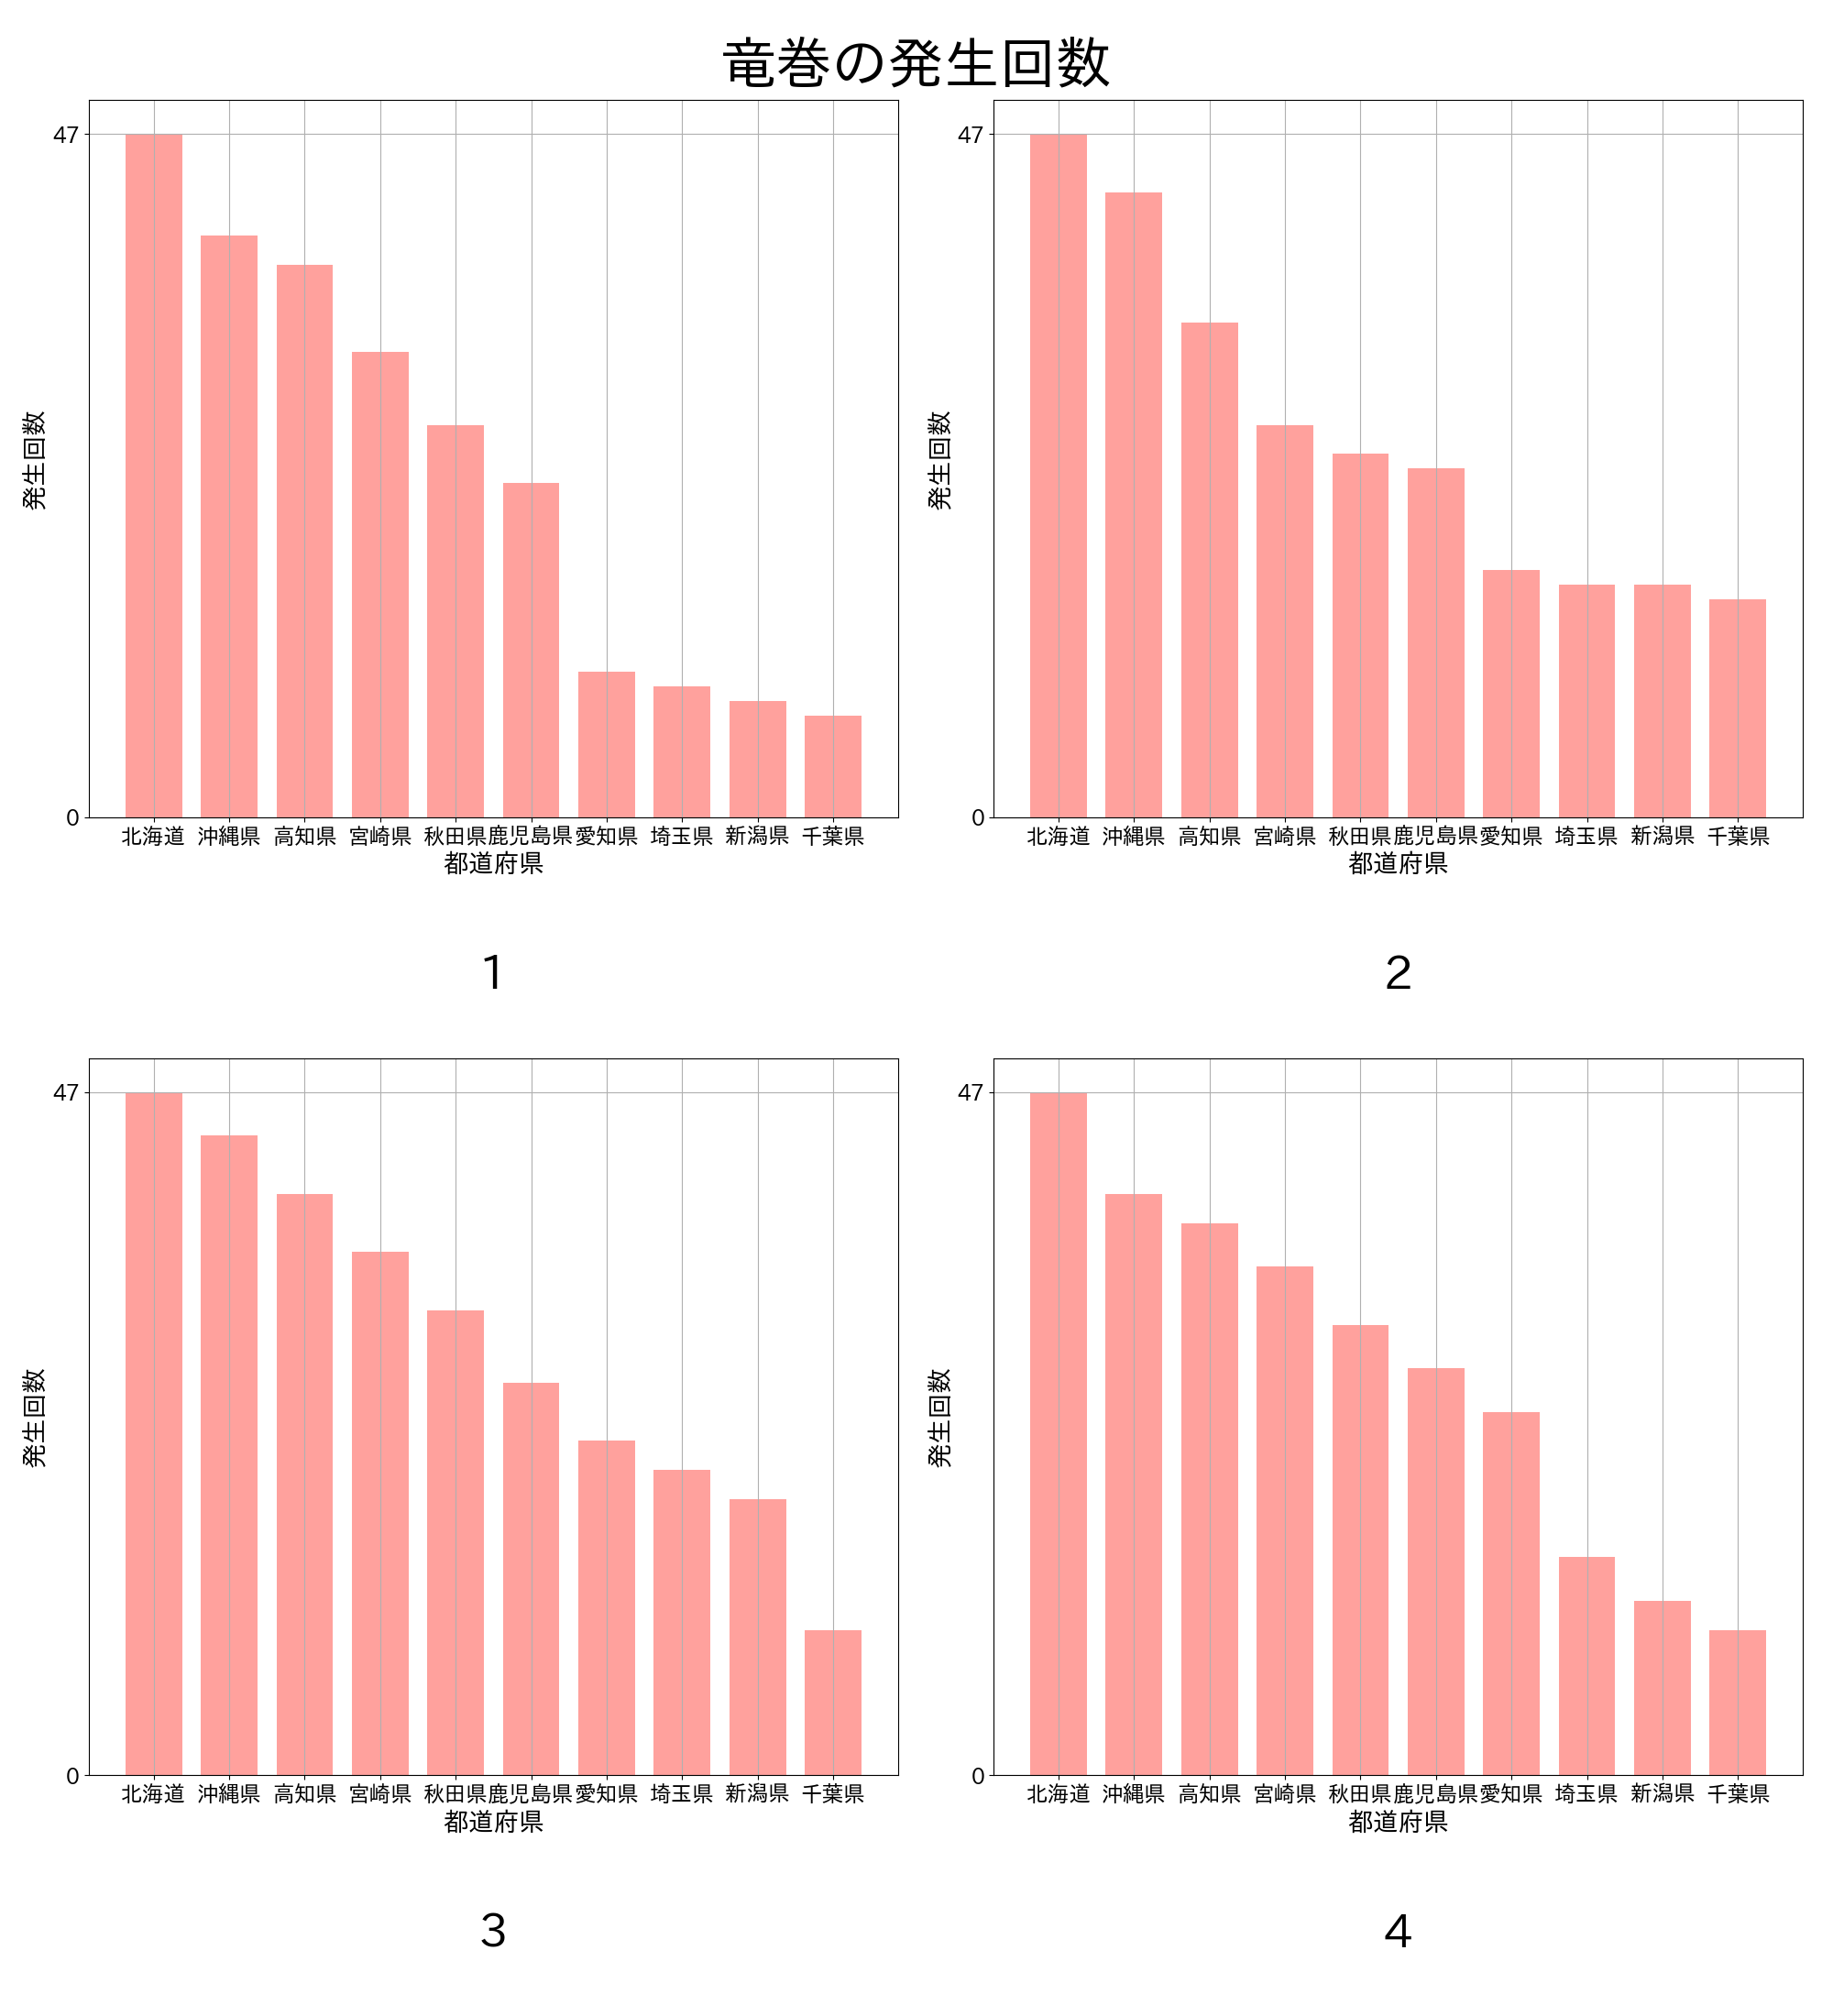 竜巻の発生回数
47
0
発生回数
北海道 沖縄県 高知県 宮崎県 秋田県 鹿児島県 愛知県 埼玉県 新潟県 千葉県
都道府県
1
47
0
発生回数
北海道 沖縄県 高知県 宮崎県 秋田県 鹿児島県 愛知県 埼玉県 新潟県 千葉県
都道府県
2
47
0
発生回数
北海道 沖縄県 高知県 宮崎県 秋田県 鹿児島県 愛知県 埼玉県 新潟県 千葉県
都道府県
3
47
0
発生回数
北海道 沖縄県 高知県 宮崎県 秋田県 鹿児島県 愛知県 埼玉県 新潟県 千葉県
都道府県
4